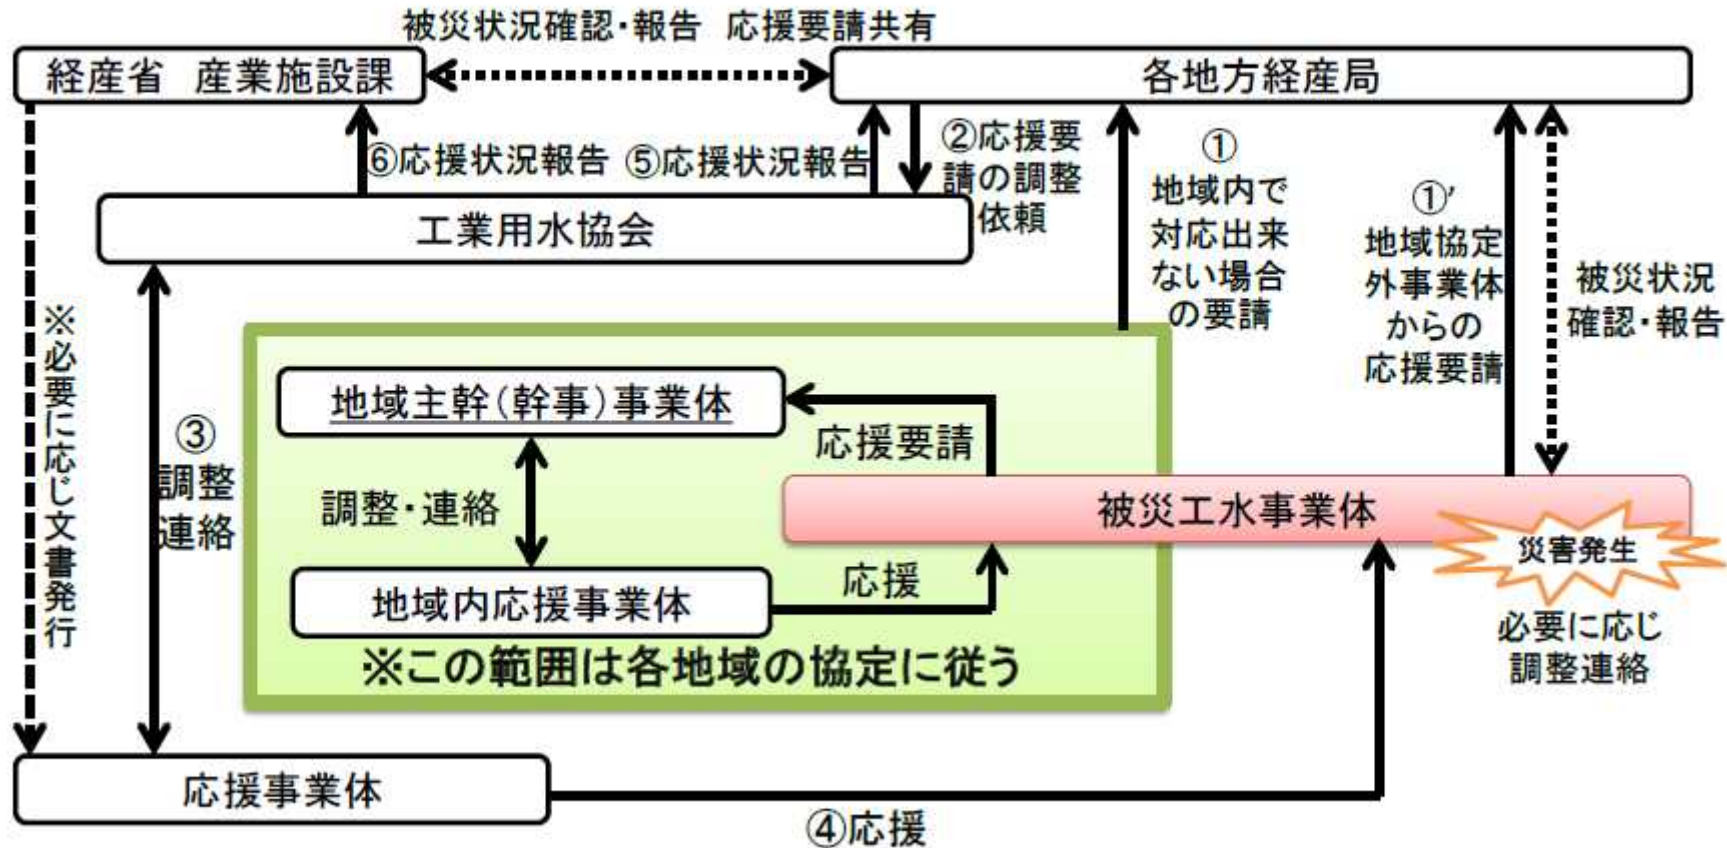 被災状況確認・報告　応援要請共有
経産省　産業施設課
各地方経産局
⑥応援状況報告
⑤応援状況報告
②応援要
請の調整
依頼
①
地域内で
対応出来
ない場合
の要請
①’
地域協定
外事業体
からの
応援要請
被災状況
確認・報告
工業用水協会
※必要に応じ文書発行
③
調整
連絡
地域主幹（幹事）事業体
応援要請
調整・連絡
被災工水事業体
災害発生
地域内応援事業体
応援
必要に応じ
調整連絡
※この範囲は各地域の協定に従う
応援事業体
④応援